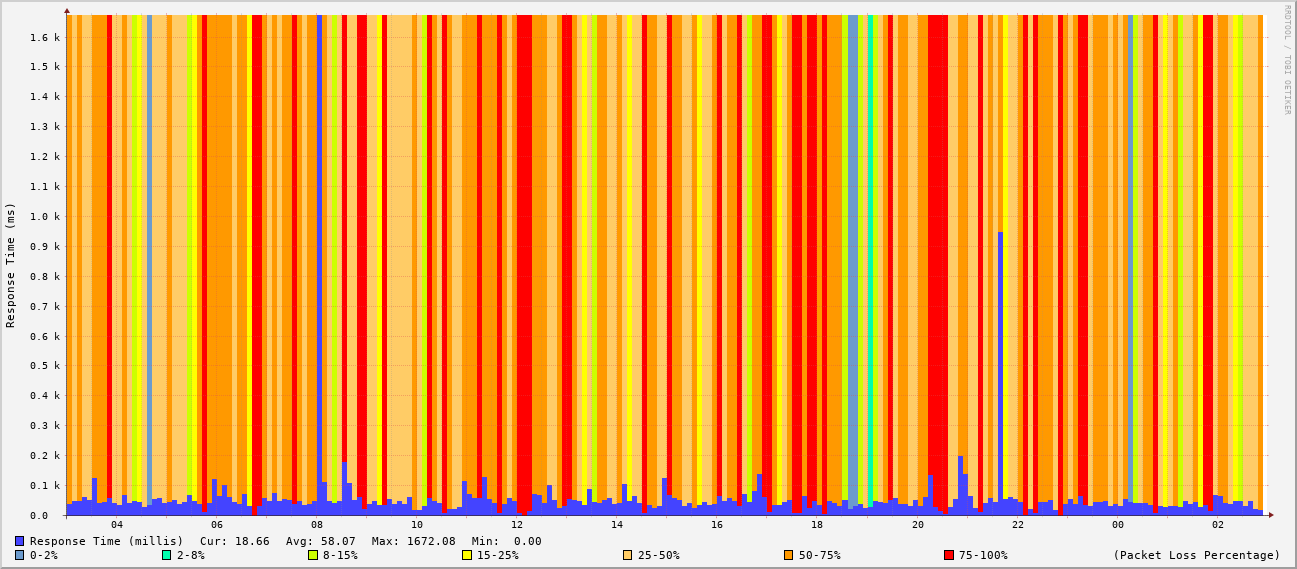 RRDTOOL / TOBI OETIKER
Response Time (ms)
1.6 k
1.5 k
1.4 k
1.3 k
1.2 k
1.1 k
1.0 k
0.9 k
0.8 k
0.7 k
0.6 k
0.5 k
0.4 k
0.3 k
0.2 k
0.1 k
0.0
04 06 08 10 12 14 16 18 20 22 00 02
Response Time (millis) Cur: 18.66 Avg: 58.07 Max: 1672.08 Min: 0.00
0-2% 2-8% 8-15% 15-25% 25-50% 50-75% 75-100% (Packet Loss Percentage)